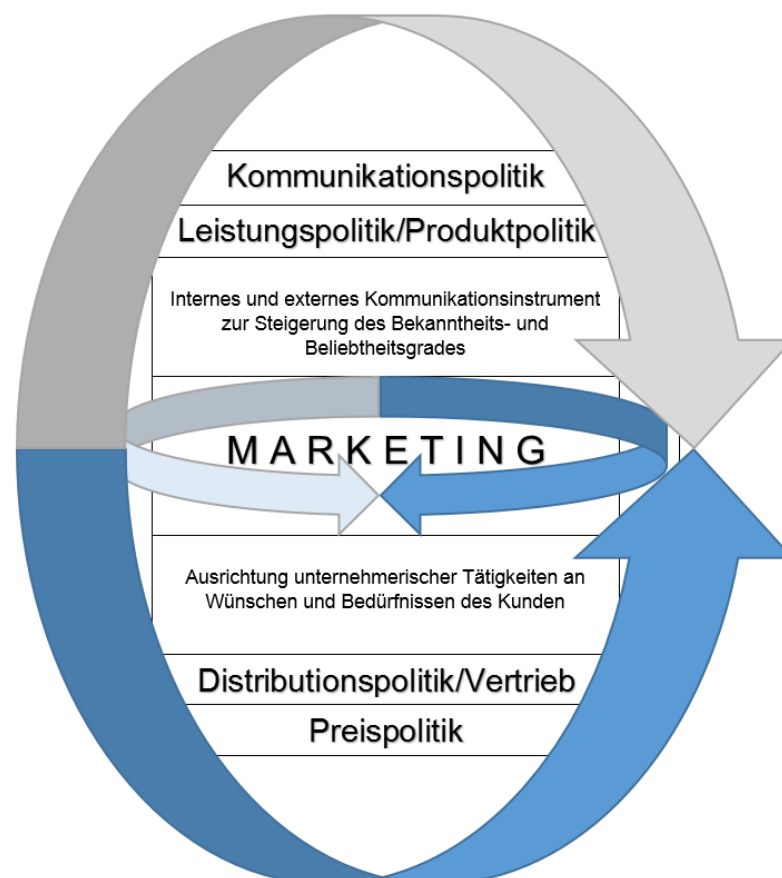 Kommunikationspolitik
Leistungspolitik/Produktpolitik
Internes und externes Kommunikationsinstrument
zur Steigerung des Bekanntheits- und
Beliebtheitsgrades
MARKETING
Ausrichtung unternehmerischer Tätigkeiten an
Wünschen und Bedürfnissen des Kunden
Distributionspolitik/Vertrieb
Preispolitik